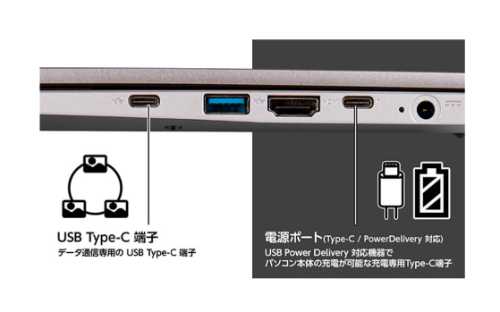 USB Type-C 端子
データ通信専用の USB Type-C 端子
電源ポート(Type-C / PowerDelivery 対応)
USB Power Delivery 対応機器で
パソコン本体の充電が可能な充電専用Type-C端子